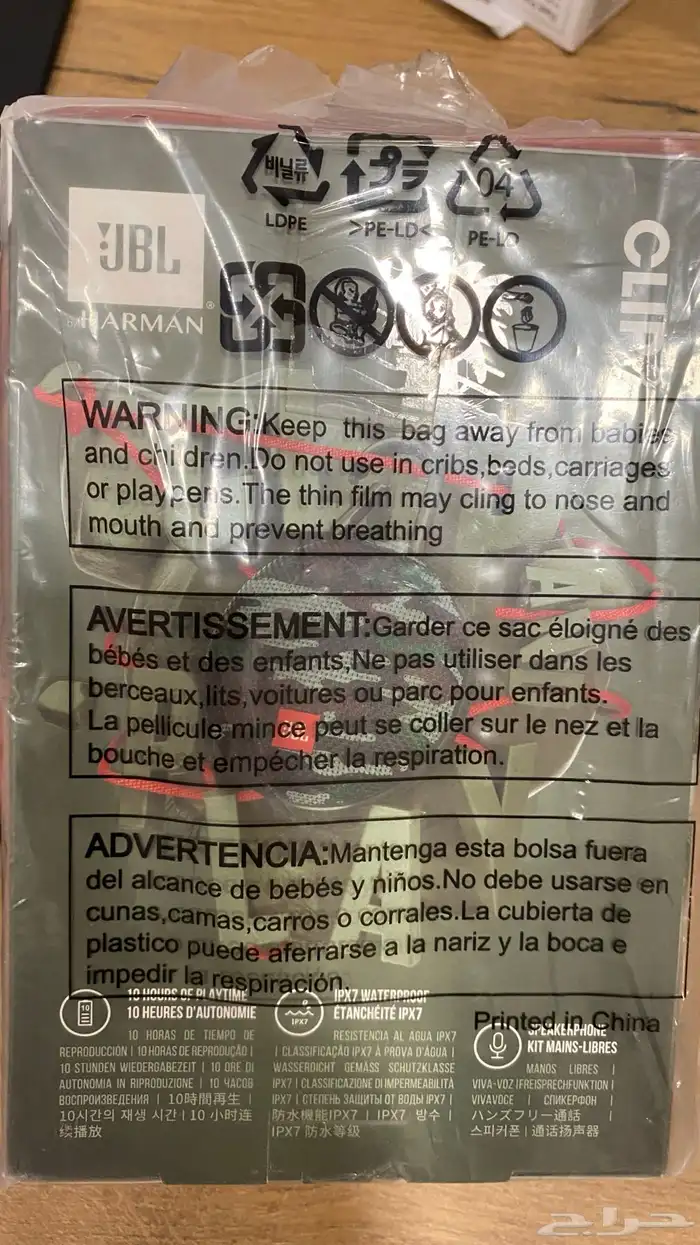 비닐류
LDPE
プラ
>PE-LD<
04
PE-LD
JBL
HARMAN
CLIP
WARNING:Keep this bag away from babies
and chi dren.Do not use in cribs,beds,carriages
or playpens.The thin film may cling to nose and
mouth and prevent breathing
AVERTISSEMENT:Garder ce sac éloigné des
bébés et des enfants,Ne pas utiliser dans les
berceaux,lits,voitures ou parc pour enfants.
La pellicule mince peut se coller sur le nez et la
bouche et empécher la respiration.
ADVERTENCIA:Mantenga esta bolsa fuera
del alcance de bebés y niños.No debe usarse en
cunas,camas,carros o corrales.La cubierta de
plastico puede aferrarse a la nariz y la boca e
impedir la respiración.
Printed in China
10
10 HOURS OF PLAYTIME
10 HEURES D'AUTONOMIE
10 HORAS DE TIEMPO DE
REPRODUCCIÓN | 10 HORAS DE REPRODUÇÃO |
10 STUNDEN WIEDERGABEZEIT | 10 ORE DI
AUTONOMIA IN RIPRODUZIONE | 10 ЧАСОВ
ВОСПРОИЗВЕДЕНИЯ | 10時間再生 |
10시간의 재생 시간 | 10 小时连
续播放
IPX7
IPX7 WATERPROOF
ÉTANCHÉITÉ IPX7
RESISTENCIA AL AGUA IPX7
| CLASSIFICAÇÃO IPX7 À PROVA D'ÁGUA |
WASSERDICHT GEMÄSS SCHUTZKLASSE
IPX7 | CLASSIFICAZIONE DI IMPERMEABILITÀ
IPX7 | СТЕПЕНЬ ЗАЩИТЫ ОТ ВОДЫ IPX7 |
防水機能IPX7 | IPX7 방수 |
IPX7 防水等级
SPEAKERPHONE
KIT MAINS-LIBRES
MANOS LIBRES |
VIVA-VOZ |FREISPRECHFUNKTION |
VIVAVOCE | СПИКЕРФОН |
ハンズフリー通話 |
스피커폰 | 通话扬声器
حراج